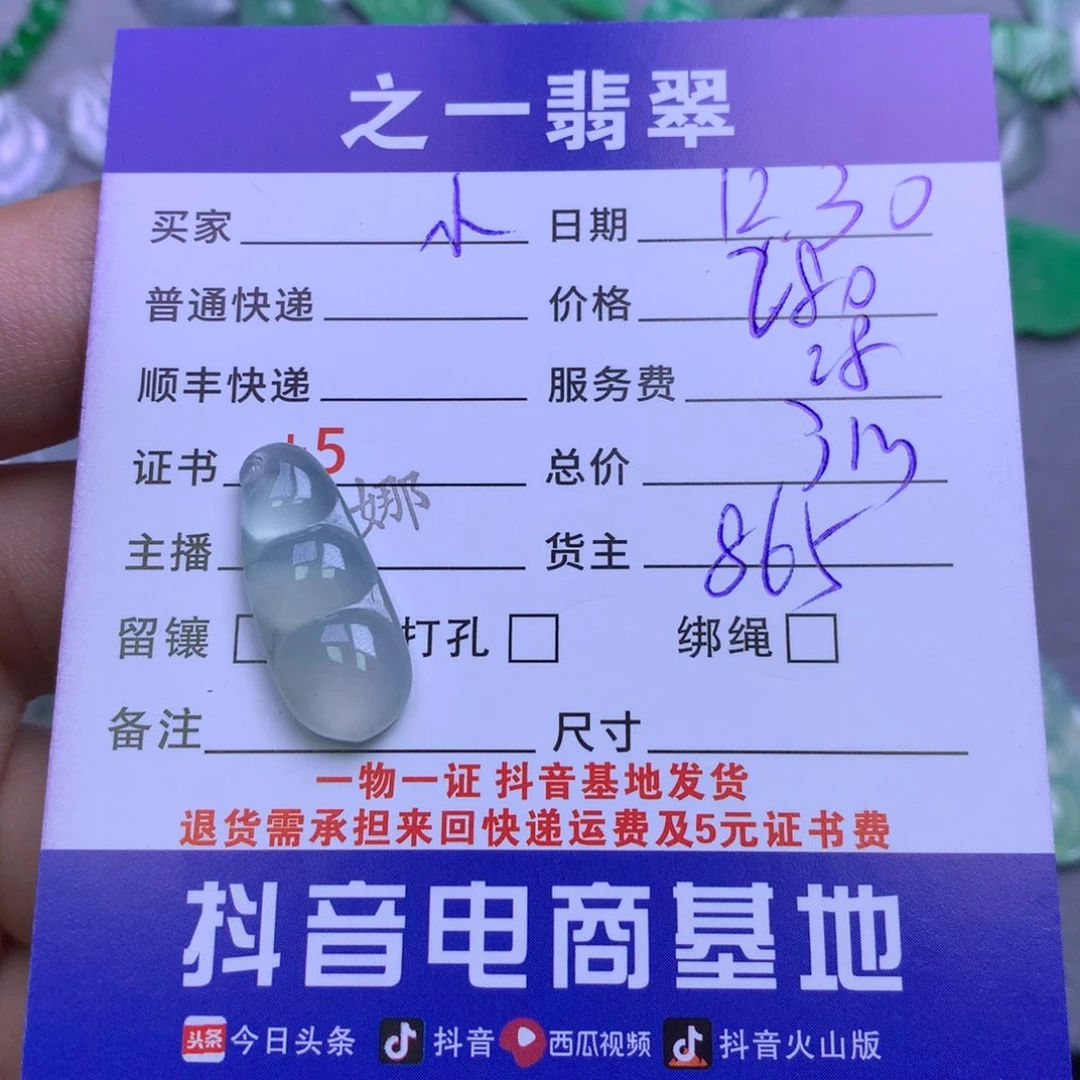 之一翡翠
买家 水 日期 12.30
普通快递 价格 280
顺丰快递 服务费 28
证书 +5 总价 313
主播 娜 货主 865
留镶 打孔 绑绳
备注 尺寸
一物一证 抖音基地发货
退货需承担来回快递运费及5元证书费
抖音电商基地
头条 今日头条 抖音 西瓜视频 抖音火山版